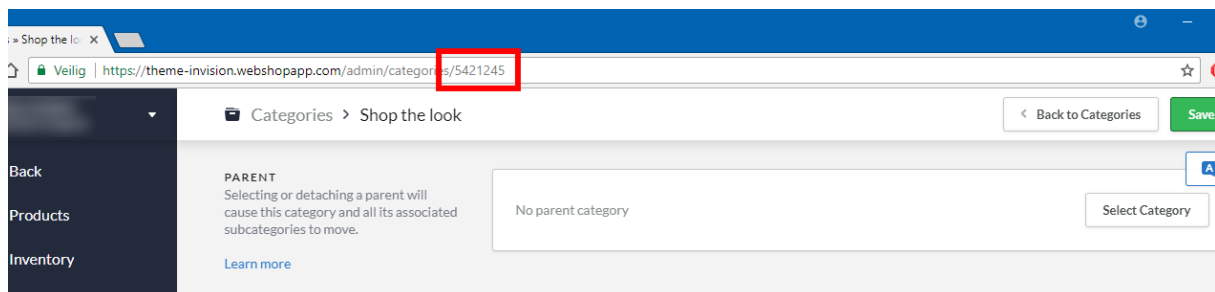 s » Shop the lo
Veilig | https://theme-invision.webshopapp.com/admin/categories/5421245
Categories > Shop the look
Back to Categories
Save
Back
PARENT
Selecting or detaching a parent will
cause this category and all its associated
subcategories to move.
Learn more
No parent category
Select Category
Products
Inventory